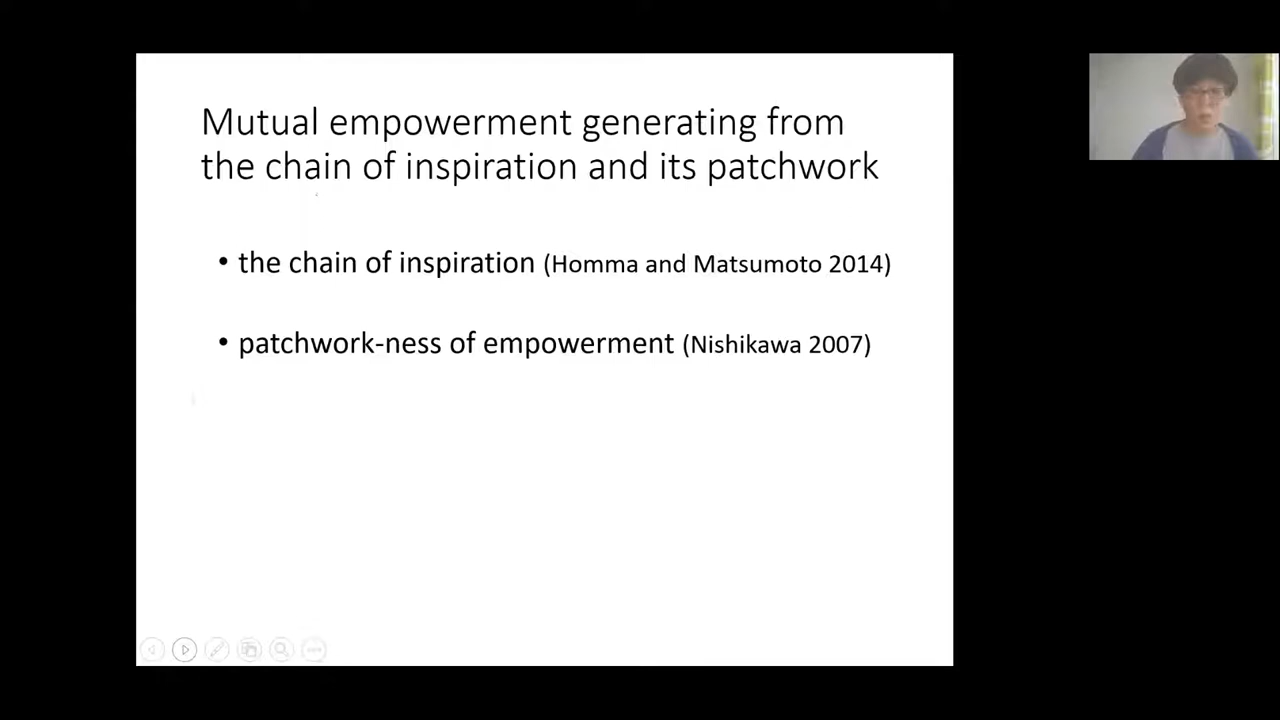 Mutual empowerment generating from
the chain of inspiration and its patchwork
• the chain of inspiration (Homma and Matsumoto 2014)
• patchwork-ness of empowerment (Nishikawa 2007)